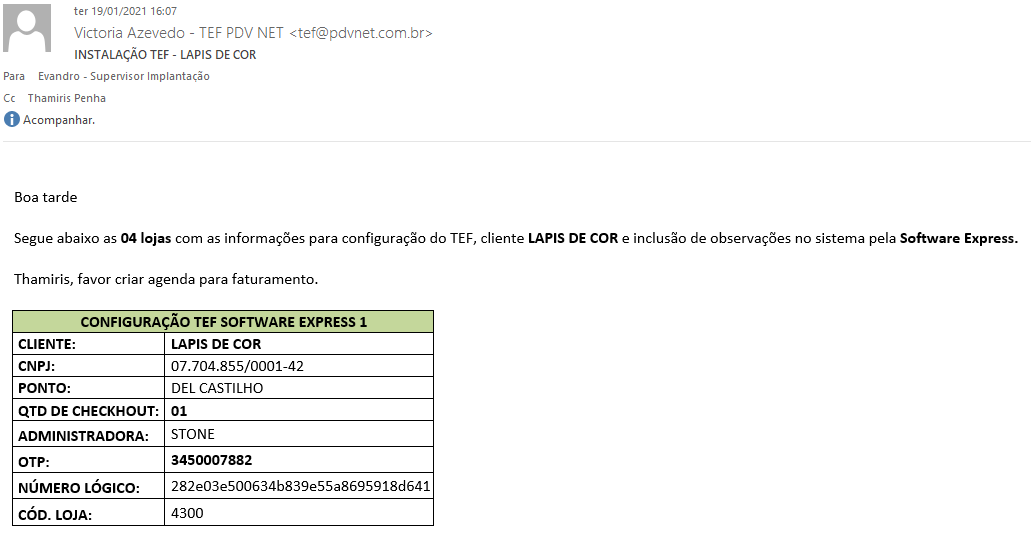 ter 19/01/2021 16:07
Victoria Azevedo - TEF PDV NET <tef@pdvnet.com.br>
INSTALAÇÃO TEF - LAPIS DE COR
Para Evandro - Supervisor Implantação
Cc Thamiris Penha
Acompanhar.
Boa tarde
Segue abaixo as 04 lojas com as informações para configuração do TEF, cliente LAPIS DE COR e inclusão de observações no sistema pela Software Express.
Thamiris, favor criar agenda para faturamento.
CONFIGURAÇÃO TEF SOFTWARE EXPRESS 1
CLIENTE: LAPIS DE COR
CNPJ: 07.704.855/0001-42
PONTO: DEL CASTILHO
QTD DE CHECKHOUT: 01
ADMINISTRADORA: STONE
OTP: 3450007882
NÚMERO LÓGICO: 282e03e500634b839e55a8695918d641
CÓD. LOJA: 4300